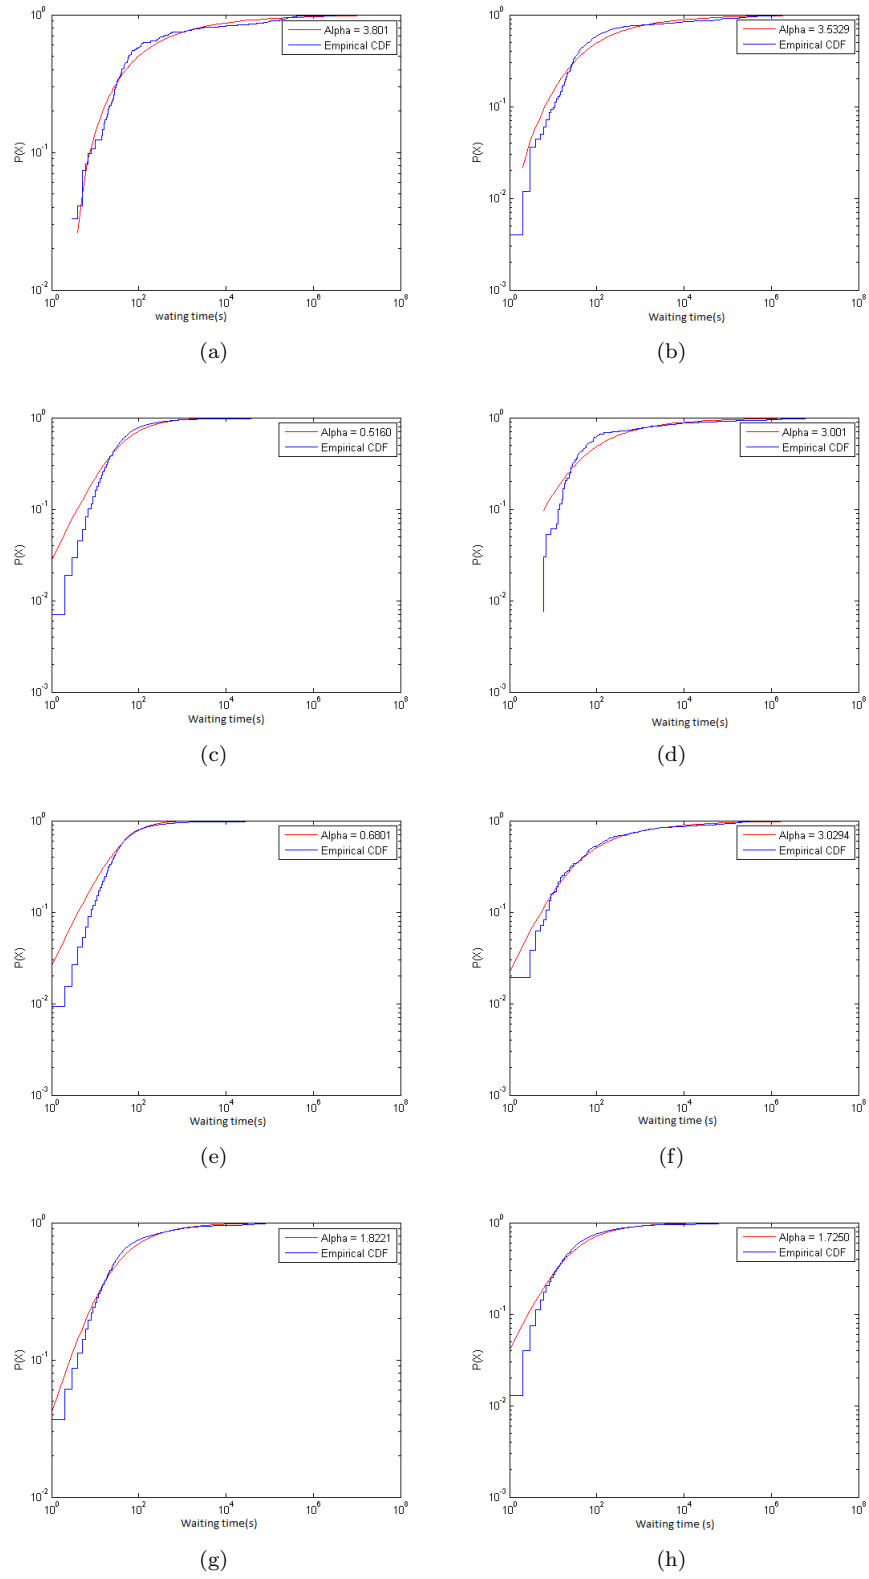 10^0
Alpha = 3.801
Empirical CDF
10^-1
P(X)
10^-2
10^0 10^2 10^4 10^6 10^8
wating time(s)
(a)
10^0
Alpha = 3.5329
Empirical CDF
10^-1
P(X)
10^-2
10^-3
10^0 10^2 10^4 10^6 10^8
Waiting time(s)
(b)
10^0
Alpha = 0.5160
Empirical CDF
10^-1
P(X)
10^-2
10^-3
10^0 10^2 10^4 10^6 10^8
Waiting time(s)
(c)
10^0
Alpha = 3.001
Empirical CDF
10^-1
P(X)
10^-2
10^-3
10^0 10^2 10^4 10^6 10^8
Waiting time(s)
(d)
10^0
Alpha = 0.6801
Empirical CDF
10^-1
P(X)
10^-2
10^-3
10^0 10^2 10^4 10^6 10^8
Waiting time(s)
(e)
10^0
Alpha = 3.0294
Empirical CDF
10^-1
P(X)
10^-2
10^-3
10^0 10^2 10^4 10^6 10^8
Waiting time (s)
(f)
10^0
Alpha = 1.8221
Empirical CDF
10^-1
P(X)
10^-2
10^0 10^2 10^4 10^6 10^8
Waiting time(s)
(g)
10^0
Alpha = 1.7250
Empirical CDF
10^-1
P(X)
10^-2
10^-3
10^0 10^2 10^4 10^6 10^8
Waiting time (s)
(h)